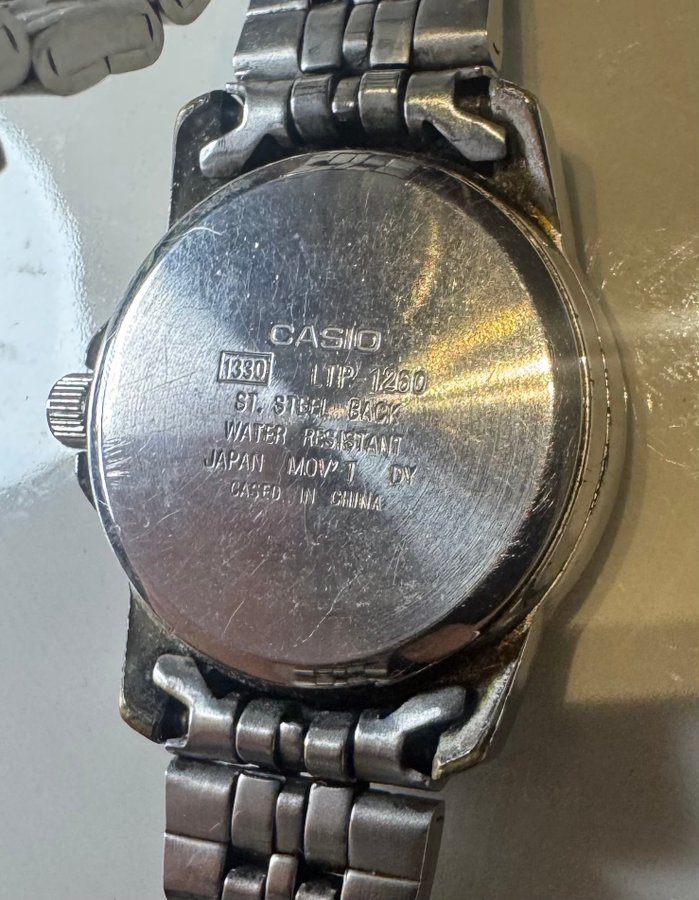 CASIO
1330 LTP-1260
ST. STEEL BACK
WATER RESISTANT
JAPAN MOV'T DY
CASED IN CHINA